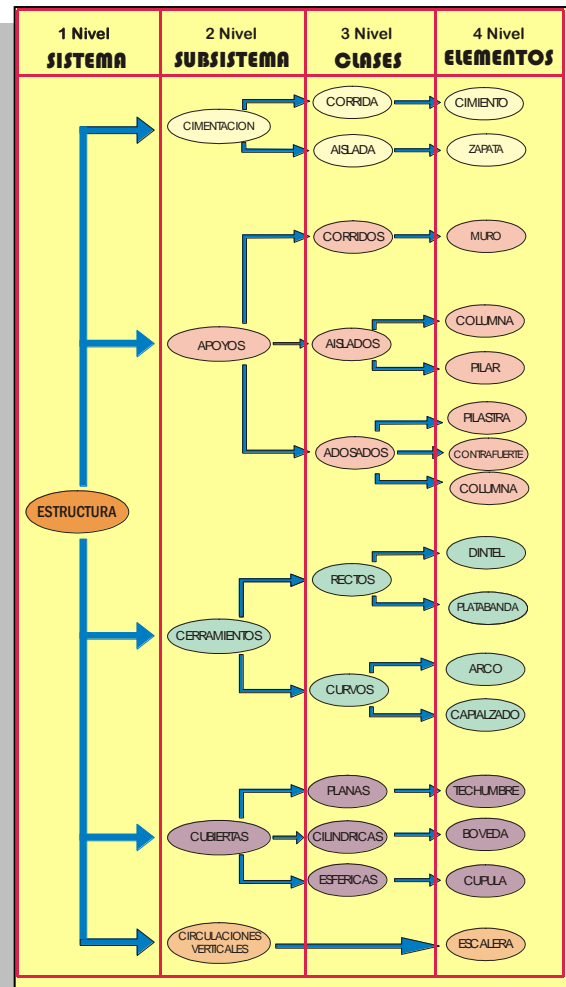 1 Nivel
SISTEMA
2 Nivel
SUBSISTEMA
3 Nivel
CLASES
4 Nivel
ELEMENTOS
ESTRUCTURA
CIMENTACION
CORRIDA
CIMIENTO
AISLADA
ZAPATA
APOYOS
CORRIDOS
MURO
AISLADOS
COLUMNA
PILAR
ADOSADOS
PILASTRA
CONTRAFUERTE
COLUMNA
CERRAMIENTOS
RECTOS
DINTEL
PLATABANDA
CURVOS
ARCO
CAPIALZADO
CUBIERTAS
PLANAS
TECHUMBRE
CILINDRICAS
BOVEDA
ESFERICAS
CUPULA
CIRCULACIONES
VERTICALES
ESCALERA